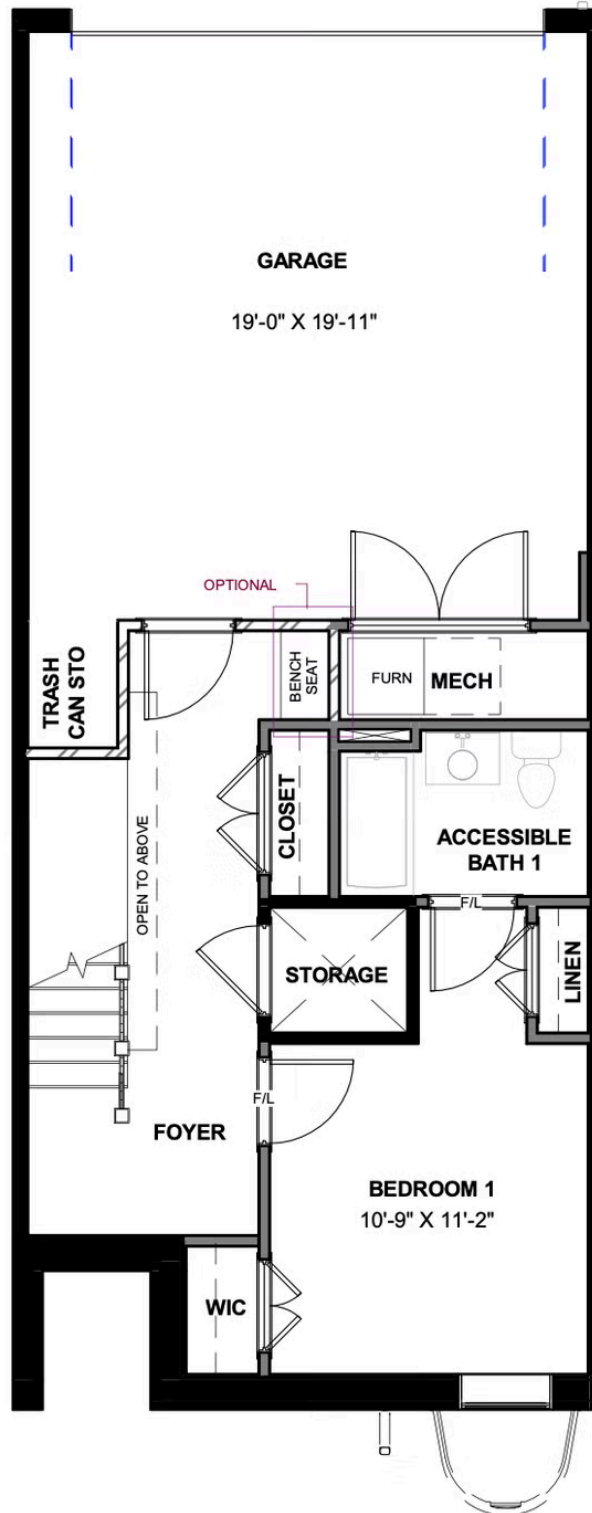 GARAGE
19'-0" X 19'-11"
OPTIONAL
TRASH
CAN STO
BENCH
SEAT
FURN
MECH
CLOSET
OPEN TO ABOVE
ACCESSIBLE
BATH 1
F/L
STORAGE
LINEN
F/L
FOYER
BEDROOM 1
10'-9" X 11'-2"
WIC